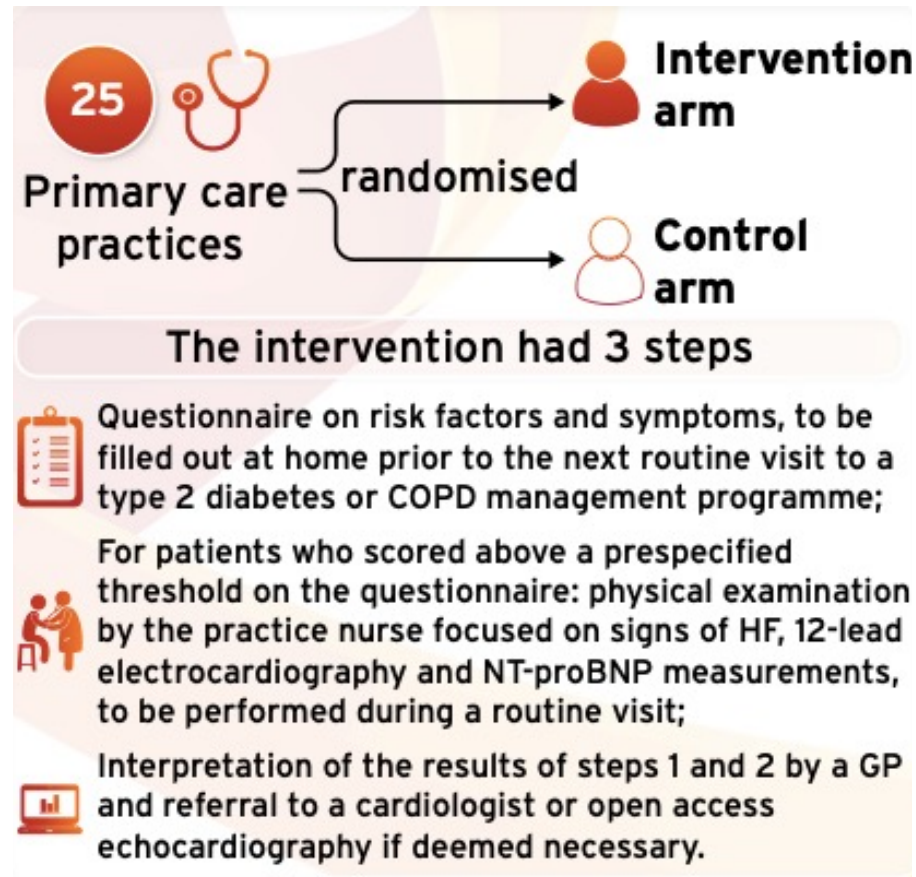 25
Primary care
practices
randomised
Intervention
arm
Control
arm
The intervention had 3 steps
Questionnaire on risk factors and symptoms, to be
filled out at home prior to the next routine visit to a
type 2 diabetes or COPD management programme;
For patients who scored above a prespecified
threshold on the questionnaire: physical examination
by the practice nurse focused on signs of HF, 12-lead
electrocardiography and NT-proBNP measurements,
to be performed during a routine visit;
Interpretation of the results of steps 1 and 2 by a GP
and referral to a cardiologist or open access
echocardiography if deemed necessary.